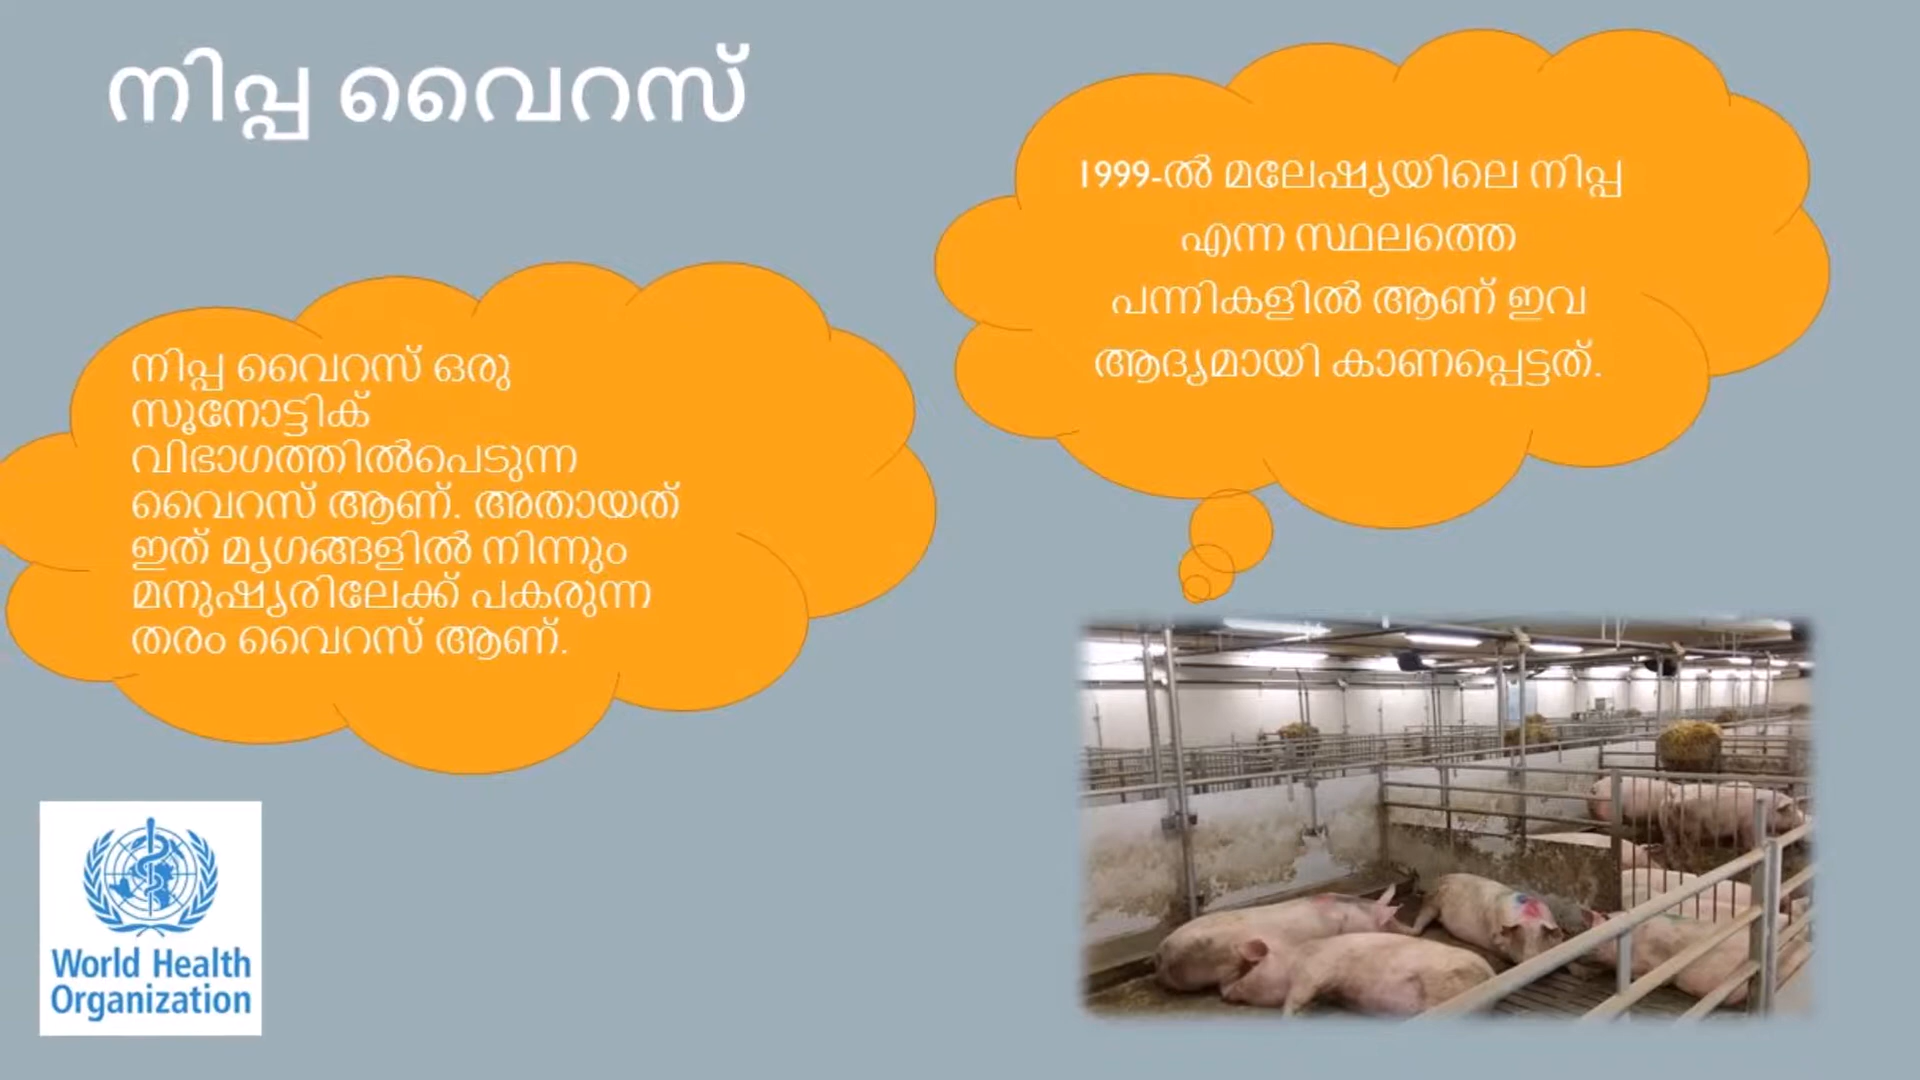 നിപ്പ വൈറസ്
1999-ൽ മലേഷ്യയിലെ നിപ്പ
എന്ന സ്ഥലത്തെ
പന്നികളിൽ ആണ് ഇവ
ആദ്യമായി കാണപ്പെട്ടത്.
നിപ്പ വൈറസ് ഒരു
സൂനോട്ടിക്
വിഭാഗത്തിൽപെടുന്ന
വൈറസ് ആണ്. അതായത്
ഇത് മൃഗങ്ങളിൽ നിന്നും
മനുഷ്യരിലേക്ക് പകരുന്ന
തരം വൈറസ് ആണ്.
World Health
Organization